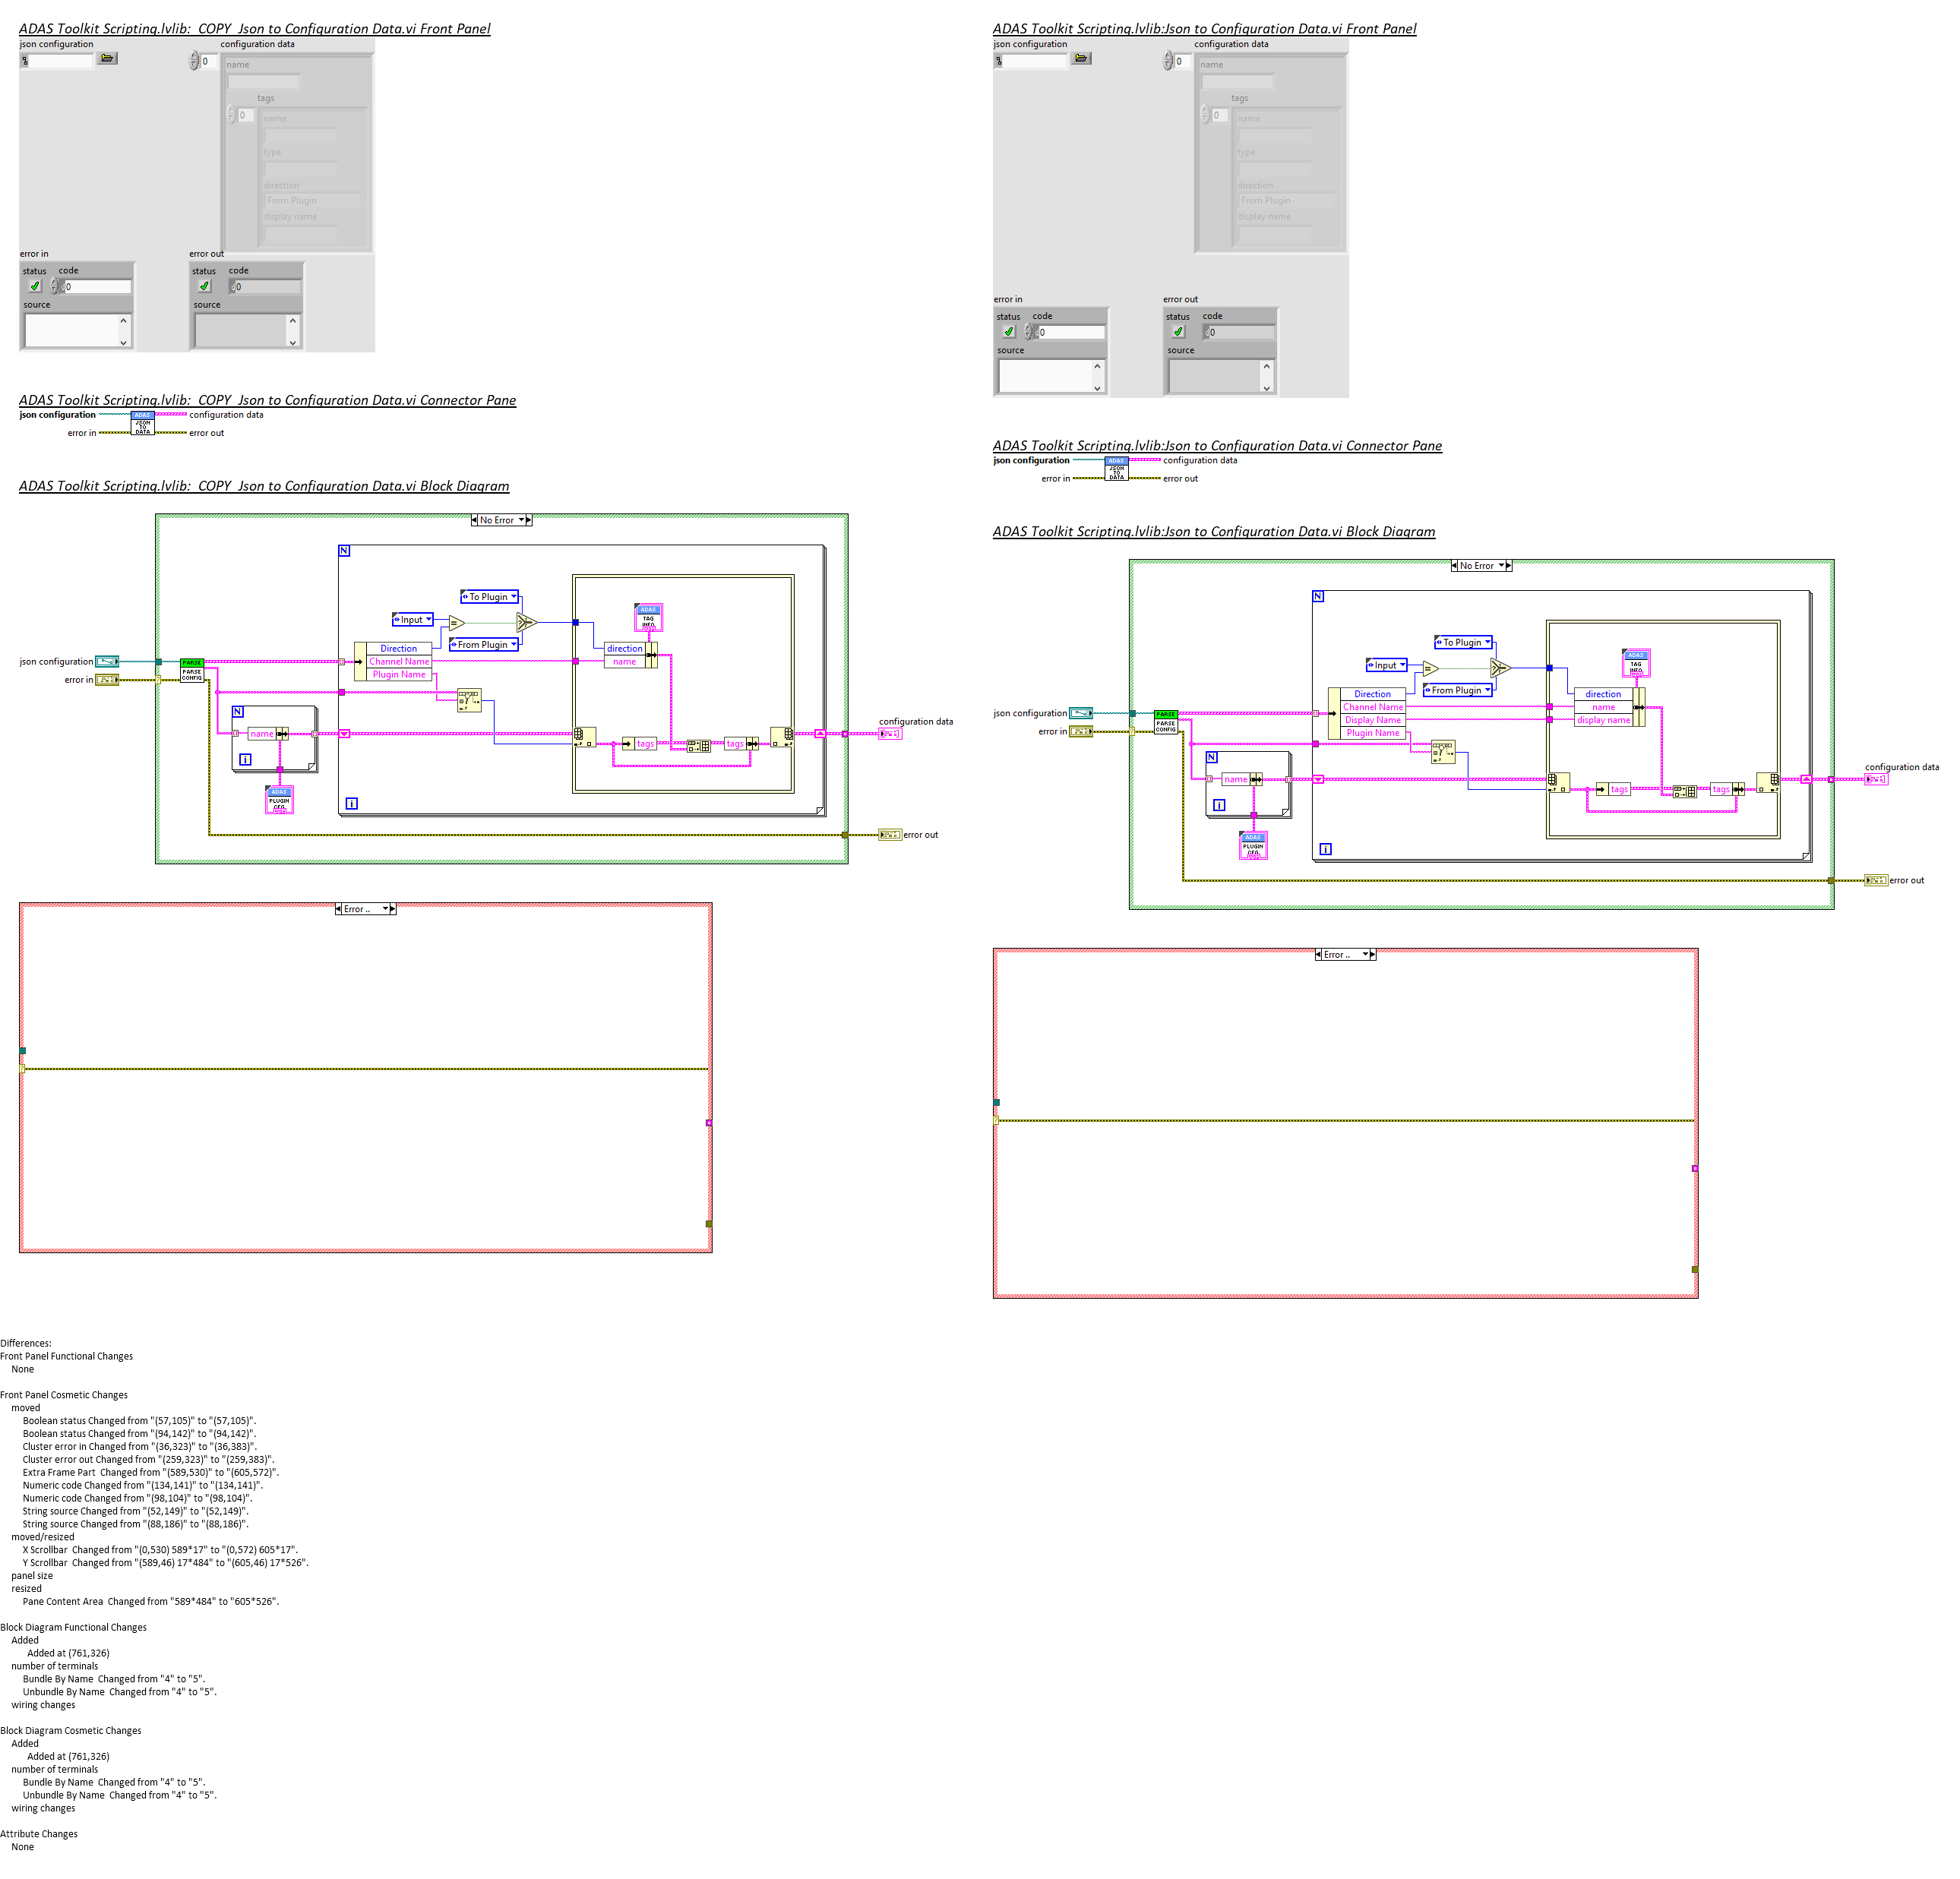 ADAS Toolkit Scripting.lvlib:  COPY  Json to Configuration Data.vi Front Panel
json configuration
configuration data
0
name
tags
0
name
type
direction
From Plugin
display name
error in
error out
status
code
0
source
status
code
0
source
ADAS Toolkit Scripting.lvlib:  COPY  Json to Configuration Data.vi Connector Pane
json configuration
ADAS
JSON
TO
DATA
configuration data
error in
error out
ADAS Toolkit Scripting.lvlib:  COPY  Json to Configuration Data.vi Block Diagram
No Error
N
To Plugin
Input
=
From Plugin
ADAS
TAG
INFO
Direction
Channel Name
Plugin Name
direction
name
json configuration
error in
PARSE
PARSE
CONFIG
N
name
i
ADAS
PLUGIN
CFG
tags
tags
i
configuration data
error out
Error ..
ADAS Toolkit Scripting.lvlib:Json to Configuration Data.vi Front Panel
json configuration
configuration data
0
name
tags
0
name
type
direction
From Plugin
display name
error in
error out
status
code
0
source
status
code
0
source
ADAS Toolkit Scripting.lvlib:Json to Configuration Data.vi Connector Pane
json configuration
ADAS
JSON
TO
DATA
configuration data
error in
error out
ADAS Toolkit Scripting.lvlib:Json to Configuration Data.vi Block Diagram
No Error
N
To Plugin
Input
=
From Plugin
ADAS
TAG
INFO
Direction
Channel Name
Display Name
Plugin Name
direction
name
display name
json configuration
error in
PARSE
PARSE
CONFIG
N
name
i
ADAS
PLUGIN
CFG
tags
tags
i
configuration data
error out
Error ..
Differences:
Front Panel Functional Changes
None
Front Panel Cosmetic Changes
moved
Boolean status Changed from "(57,105)" to "(57,105)".
Boolean status Changed from "(94,142)" to "(94,142)".
Cluster error in Changed from "(36,323)" to "(36,383)".
Cluster error out Changed from "(259,323)" to "(259,383)".
Extra Frame Part  Changed from "(589,530)" to "(605,572)".
Numeric code Changed from "(134,141)" to "(134,141)".
Numeric code Changed from "(98,104)" to "(98,104)".
String source Changed from "(52,149)" to "(52,149)".
String source Changed from "(88,186)" to "(88,186)".
moved/resized
X Scrollbar  Changed from "(0,530) 589*17" to "(0,572) 605*17".
Y Scrollbar  Changed from "(589,46) 17*484" to "(605,46) 17*526".
panel size
resized
Pane Content Area  Changed from "589*484" to "605*526".
Block Diagram Functional Changes
Added
Added at (761,326)
number of terminals
Bundle By Name  Changed from "4" to "5".
Unbundle By Name  Changed from "4" to "5".
wiring changes
Block Diagram Cosmetic Changes
Added
Added at (761,326)
number of terminals
Bundle By Name  Changed from "4" to "5".
Unbundle By Name  Changed from "4" to "5".
wiring changes
Attribute Changes
None